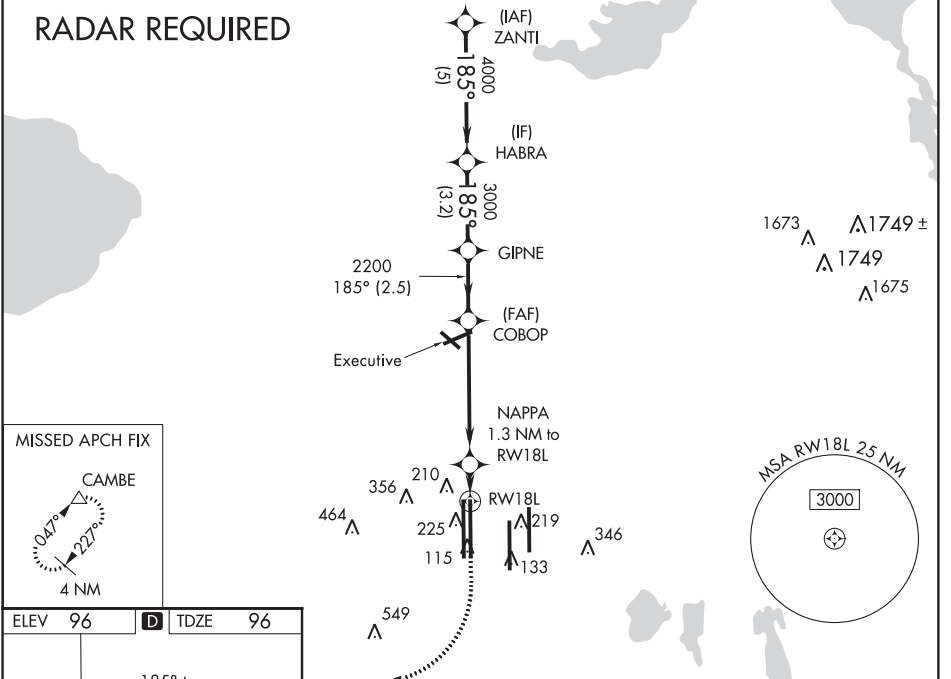 RADAR REQUIRED
(IAF)
ZANTI
4000
185°
(5)
(IF)
HABRA
3000
185°
(3.2)
GIPNE
2200
185° (2.5)
(FAF)
COBOP
Executive
1673
1749 ±
1749
1675
NAPPA
1.3 NM to
RW18L
MISSED APCH FIX
CAMBE
047°
227°
4 NM
210
356
464
RW18L
225
219
115
133
346
549
MSA RW18L 25 NM
3000
ELEV 96 D TDZE 96